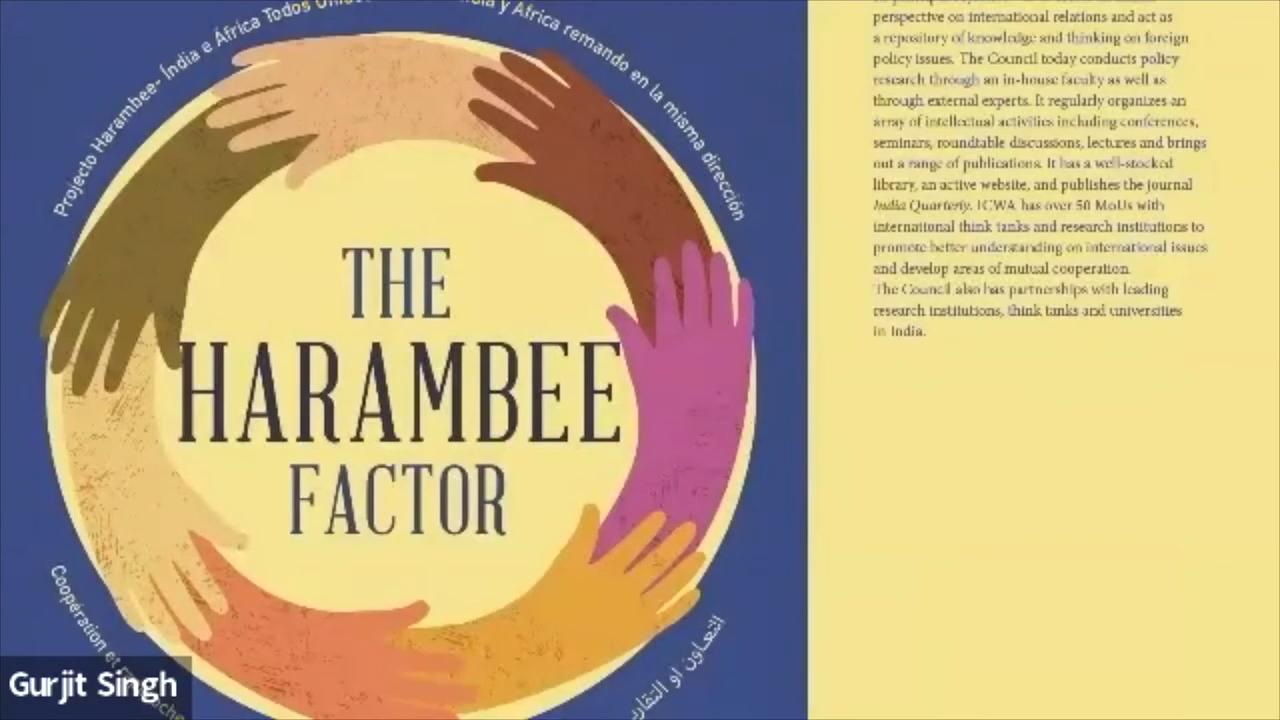 Projecto Harambee- Índia e África Todos
y África remando en la misma dirección
THE
HARAMBEE
FACTOR
Coopération et
التعاون او
Gurjit Singh
perspective on international relations and act as
a repository of knowledge and thinking on foreign
policy issues. The Council today conducts policy
research through an in-house faculty as well as
through external experts. It regularly organizes an
array of intellectual activities including conferences,
seminars, roundtable discussions, lectures and brings
out a range of publications. It has a well-stocked
library, an active website, and publishes the journal
India Quarterly. ICWA has over 50 MoUs with
international think tanks and research institutions to
promote better understanding on international issues
and develop areas of mutual cooperation.
The Council also has partnerships with leading
research institutions, think tanks and universities
in India.